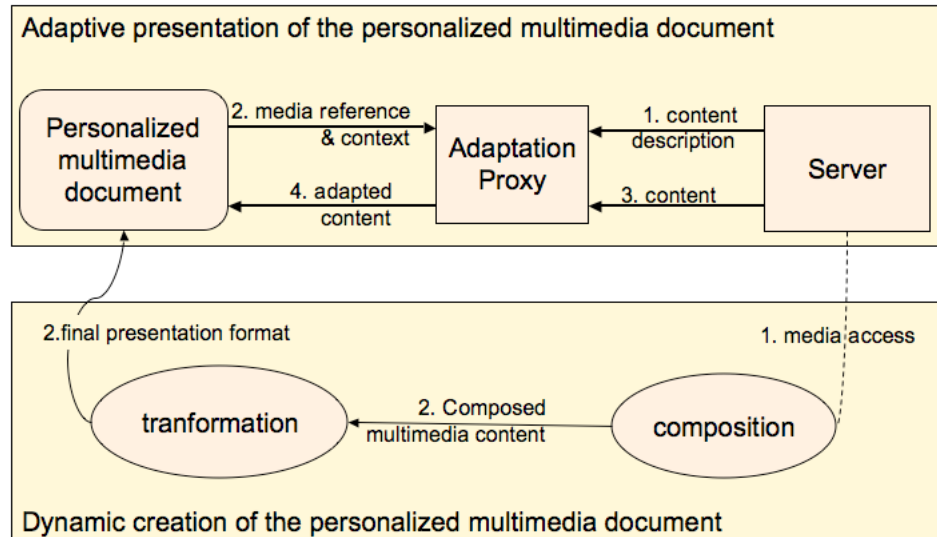 Adaptive presentation of the personalized multimedia document
Personalized
multimedia
document
2. media reference
& context
4. adapted
content
Adaptation
Proxy
1. content
description
3. content
Server
2.final presentation format
1. media access
tranformation
2. Composed
multimedia content
composition
Dynamic creation of the personalized multimedia document